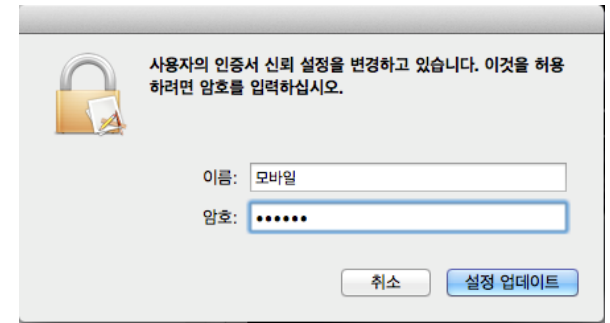 사용자의 인증서 신뢰 설정을 변경하고 있습니다. 이것을 허용
하려면 암호를 입력하십시오.
이름: 모바일
암호: ••••••
취소 설정 업데이트